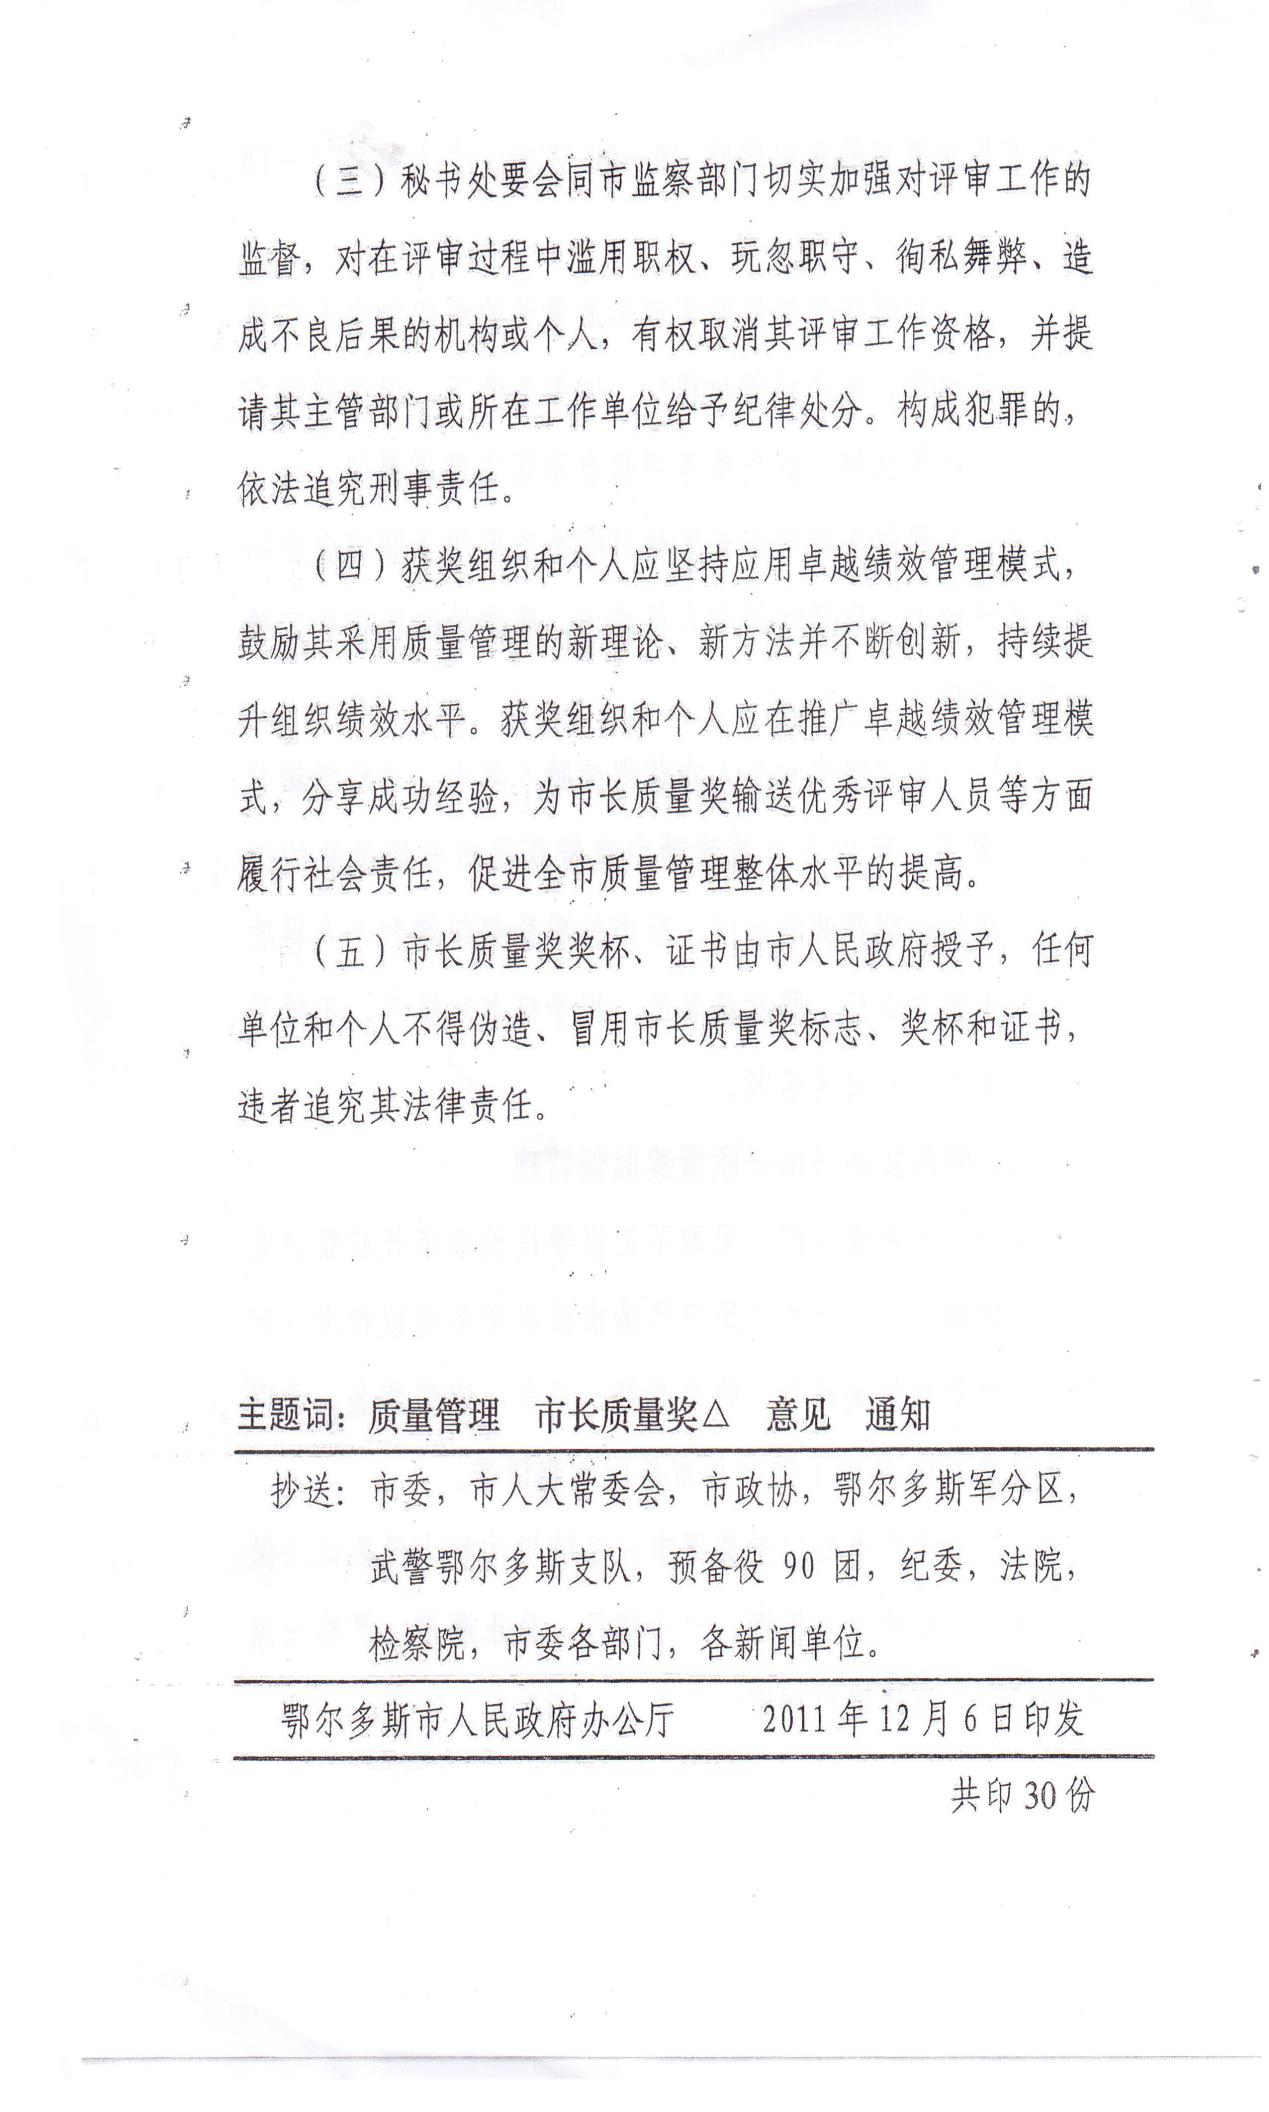 （三）秘书处要会同市监察部门切实加强对评审工作的
监督，对在评审过程中滥用职权、玩忽职守、徇私舞弊、造
成不良后果的机构或个人，有权取消其评审工作资格，并提
请其主管部门或所在工作单位给予纪律处分。构成犯罪的，
依法追究刑事责任。
（四）获奖组织和个人应坚持应用卓越绩效管理模式，
鼓励其采用质量管理的新理论、新方法并不断创新，持续提
升组织绩效水平。获奖组织和个人应在推广卓越绩效管理模
式，分享成功经验，为市长质量奖输送优秀评审人员等方面
履行社会责任，促进全市质量管理整体水平的提高。
（五）市长质量奖奖杯、证书由市人民政府授予，任何
单位和个人不得伪造、冒用市长质量奖标志、奖杯和证书，
违者追究其法律责任。
主题词：质量管理 市长质量奖△ 意见 通知
抄送：市委，市人大常委会，市政协，鄂尔多斯军分区，
武警鄂尔多斯支队，预备役 90 团，纪委，法院，
检察院，市委各部门，各新闻单位。
鄂尔多斯市人民政府办公厅 2011 年 12 月 6 日印发
共印 30 份